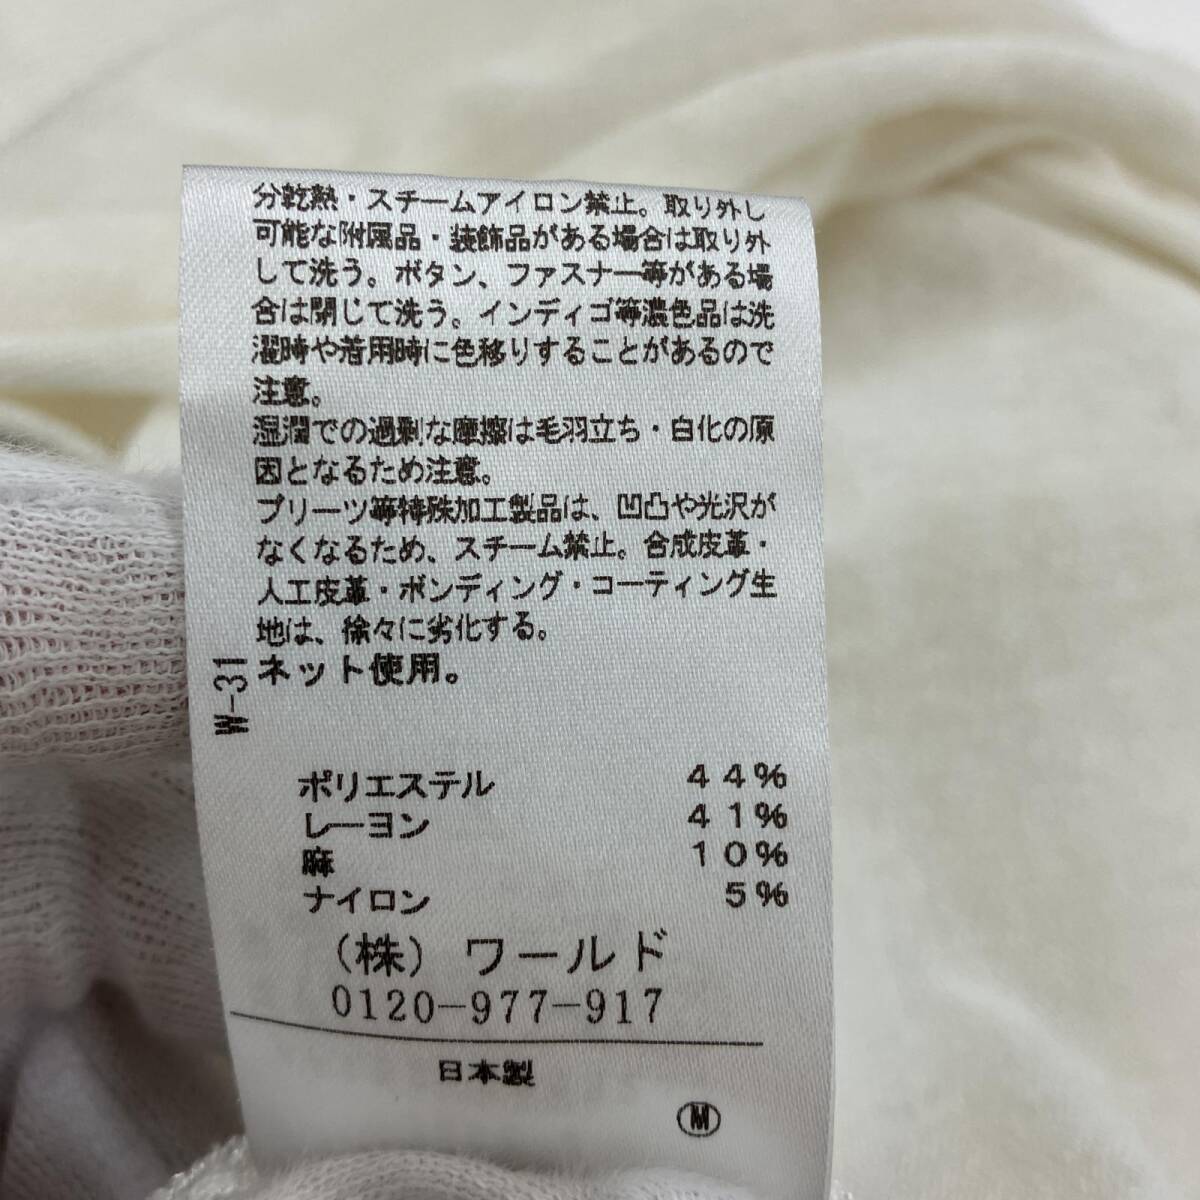 分乾熱・スチームアイロン禁止。取り外し
可能な附属品・装飾品がある場合は取り外
して洗う。ボタン、ファスナー等がある場
合は閉じて洗う。インディゴ等濃色品は洗
濯時や着用時に色移りすることがあるので
注意。
湿潤での過剰な摩擦は毛羽立ち・白化の原
因となるため注意。
プリーツ等特殊加工製品は、凹凸や光沢が
なくなるため、スチーム禁止。合成皮革・
人工皮革・ボンディング・コーティング生
地は、徐々に劣化する。
ネット使用。
W-31
ポリエステル 44%
レーヨン 41%
麻 10%
ナイロン 5%
（株）ワールド
0120-977-917
日本製
M